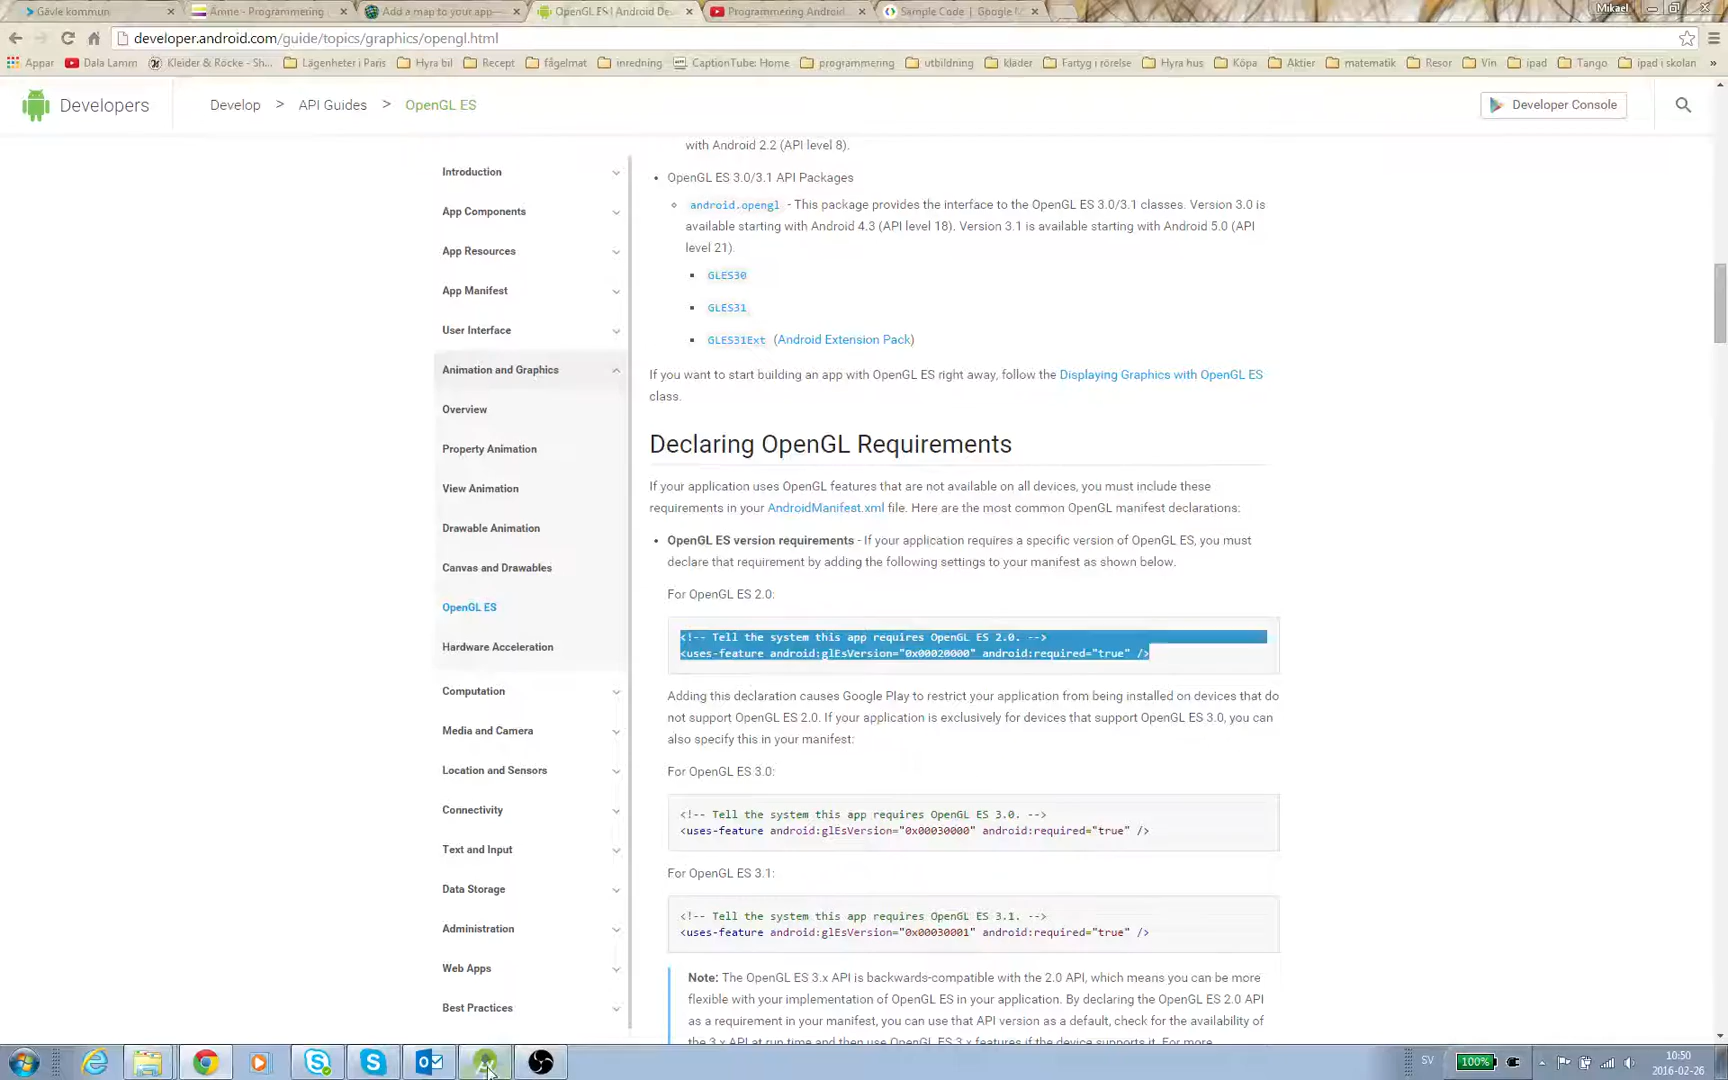 Gävle kommun
Ämne - Programmering
Add a map to your app—
OpenGL ES | Android De
Programming Android
Sample Code | Google
Mikael
developer.android.com/guide/topics/graphics/opengl.html
Appar Dala Lamm Kleider & Röcke - Sh... Lägenheter i Paris Hyra bil Recept fågelmat inredning CaptionTube: Home programmering utbildning kläder Fartyg i rörelse Hyra hus Köpa Aktier matematik Resor Vin ipad Tango ipad i skolan »
Developers Develop > API Guides > OpenGL ES Developer Console
Introduction
App Components
App Resources
App Manifest
User Interface
Animation and Graphics
Overview
Property Animation
View Animation
Drawable Animation
Canvas and Drawables
OpenGL ES
Hardware Acceleration
Computation
Media and Camera
Location and Sensors
Connectivity
Text and Input
Data Storage
Administration
Web Apps
Best Practices
with Android 2.2 (API level 8).
• OpenGL ES 3.0/3.1 API Packages
android.opengl - This package provides the interface to the OpenGL ES 3.0/3.1 classes. Version 3.0 is
available starting with Android 4.3 (API level 18). Version 3.1 is available starting with Android 5.0 (API
level 21).
GLES30
GLES31
GLES31Ext (Android Extension Pack)
If you want to start building an app with OpenGL ES right away, follow the Displaying Graphics with OpenGL ES
class.
Declaring OpenGL Requirements
If your application uses OpenGL features that are not available on all devices, you must include these
requirements in your AndroidManifest.xml file. Here are the most common OpenGL manifest declarations:
• OpenGL ES version requirements - If your application requires a specific version of OpenGL ES, you must
declare that requirement by adding the following settings to your manifest as shown below.
For OpenGL ES 2.0:
<!-- Tell the system this app requires OpenGL ES 2.0. -->
<uses-feature android:glEsVersion="0x00020000" android:required="true" />
Adding this declaration causes Google Play to restrict your application from being installed on devices that do
not support OpenGL ES 2.0. If your application is exclusively for devices that support OpenGL ES 3.0, you can
also specify this in your manifest:
For OpenGL ES 3.0:
<!-- Tell the system this app requires OpenGL ES 3.0. -->
<uses-feature android:glEsVersion="0x00030000" android:required="true" />
For OpenGL ES 3.1:
<!-- Tell the system this app requires OpenGL ES 3.1. -->
<uses-feature android:glEsVersion="0x00030001" android:required="true" />
Note: The OpenGL ES 3.x API is backwards-compatible with the 2.0 API, which means you can be more
flexible with your implementation of OpenGL ES in your application. By declaring the OpenGL ES 2.0 API
as a requirement in your manifest, you can use that API version as a default, check for the availability of
the 3.x API at run time and then use OpenGL ES 3.x features if the device supports it. For more
SV 100% 10:50
2016-02-26